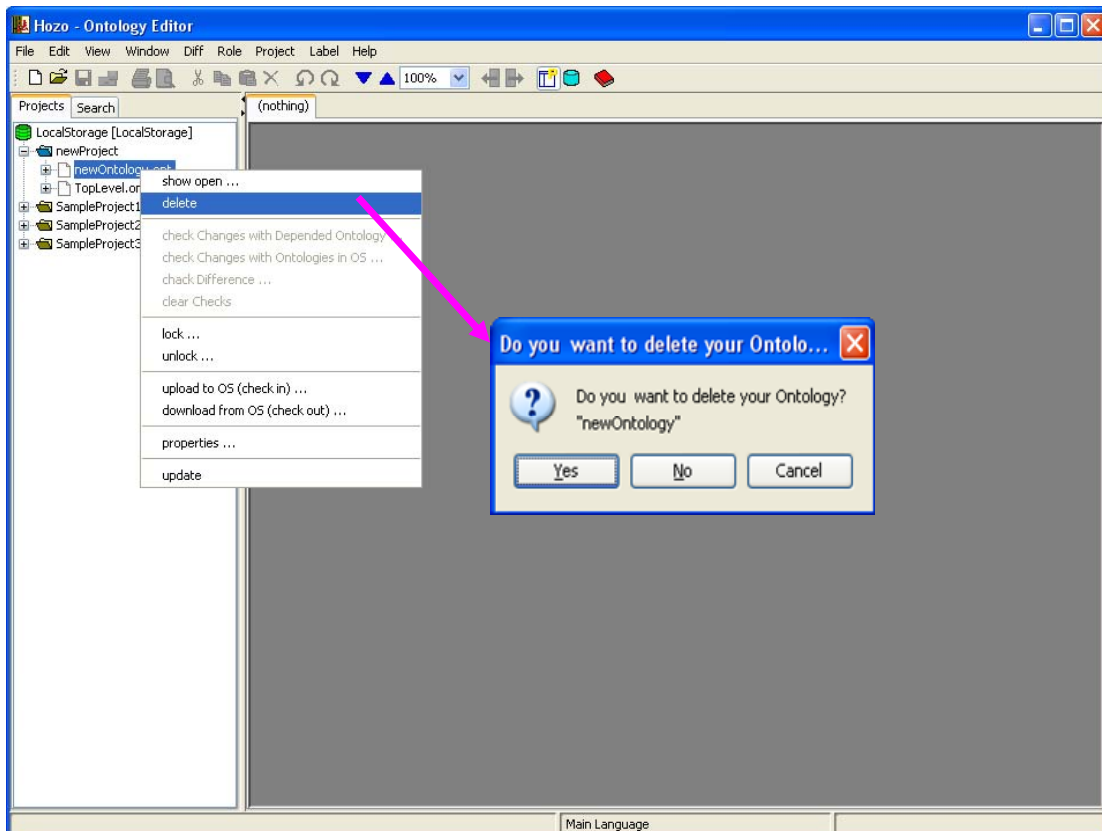 Hozo - Ontology Editor
File Edit View Window Diff Role Project Label Help
100%
Projects Search (nothing)
LocalStorage [LocalStorage]
newProject
newOntology.ont
TopLevel.on
SampleProject1
SampleProject2
SampleProject3
show open ...
delete
check Changes with Depended Ontology
check Changes with Ontologies in OS ...
chack Difference ...
clear Checks
lock ...
unlock ...
upload to OS (check in) ...
download from OS (check out) ...
properties ...
update
Do you want to delete your Ontolo...
Do you want to delete your Ontology?
"newOntology"
Yes No Cancel
Main Language